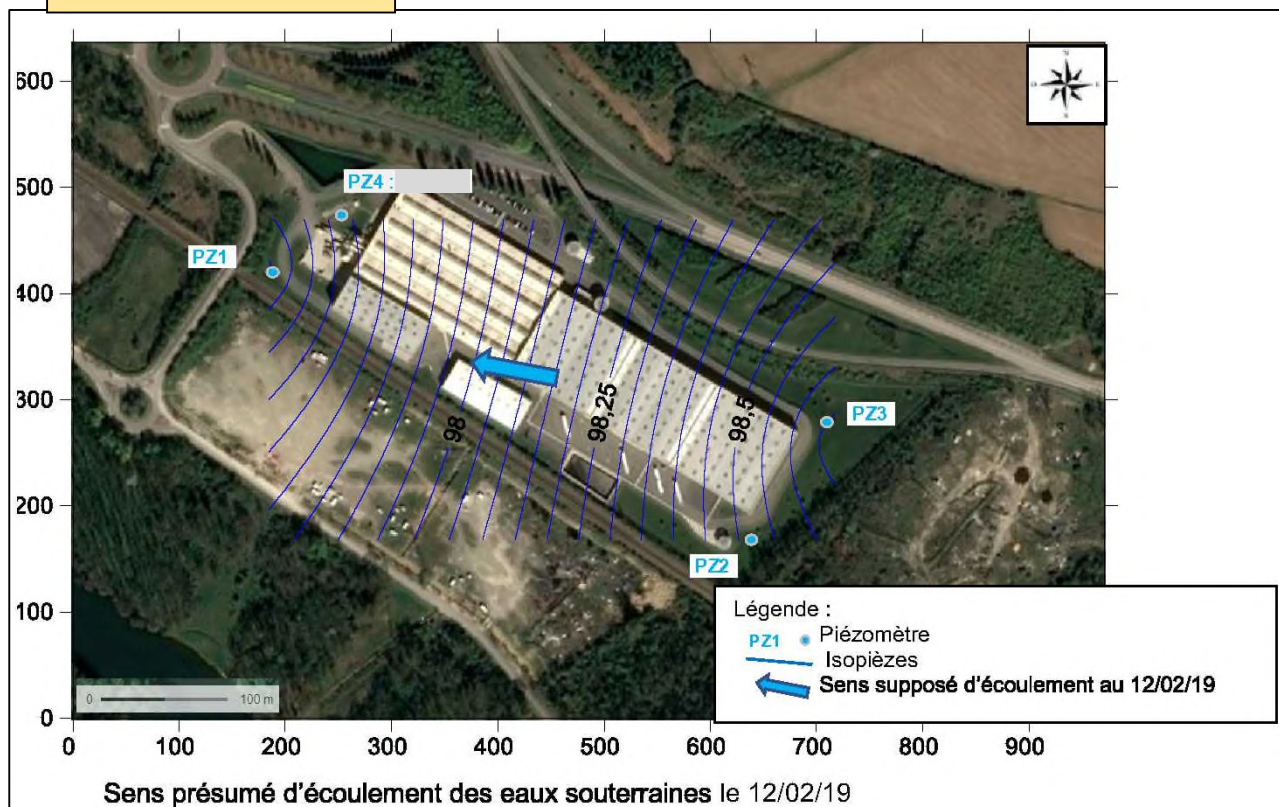 600
500
400
300
200
100
0
0 100 200 300 400 500 600 700 800 900
PZ4 :
PZ1
98
98,25
98,5
PZ3
PZ2
0 100 m
Légende :
PZ1 Piézomètre
Isopièzes
Sens supposé d'écoulement au 12/02/19
Sens présumé d'écoulement des eaux souterraines le 12/02/19